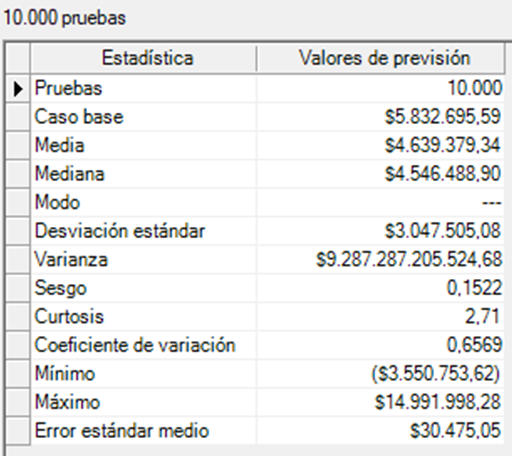 10.000 pruebas
Estadística Valores de previsión
Pruebas 10.000
Caso base $5.832.695,59
Media $4.639.379,34
Mediana $4.546.488,90
Modo ---
Desviación estándar $3.047.505,08
Varianza $9.287.287.205.524,68
Sesgo 0,1522
Curtosis 2,71
Coeficiente de variación 0,6569
Mínimo ($3.550.753,62)
Máximo $14.991.998,28
Error estándar medio $30.475,05